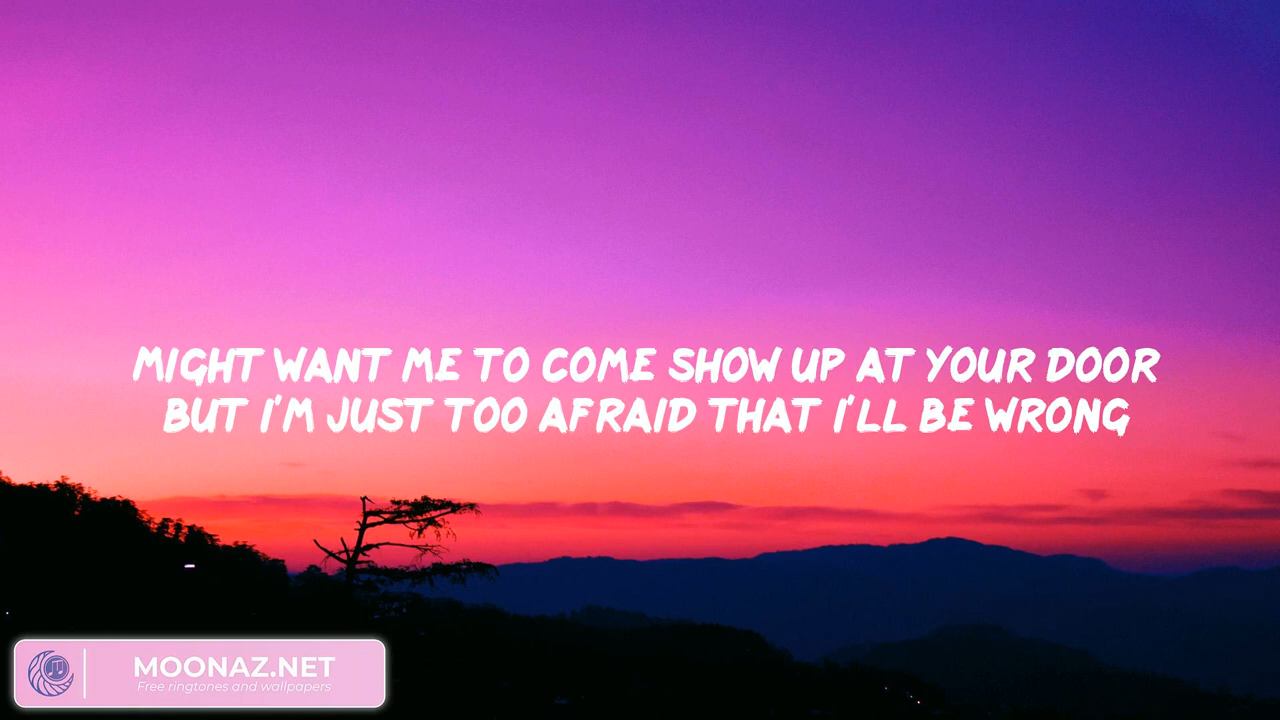 MIGHT WANT ME TO COME SHOW UP AT YOUR DOOR
BUT I'M JUST TOO AFRAID THAT I'LL BE WRONG
MOONAZ.NET
Free ringtones and wallpapers